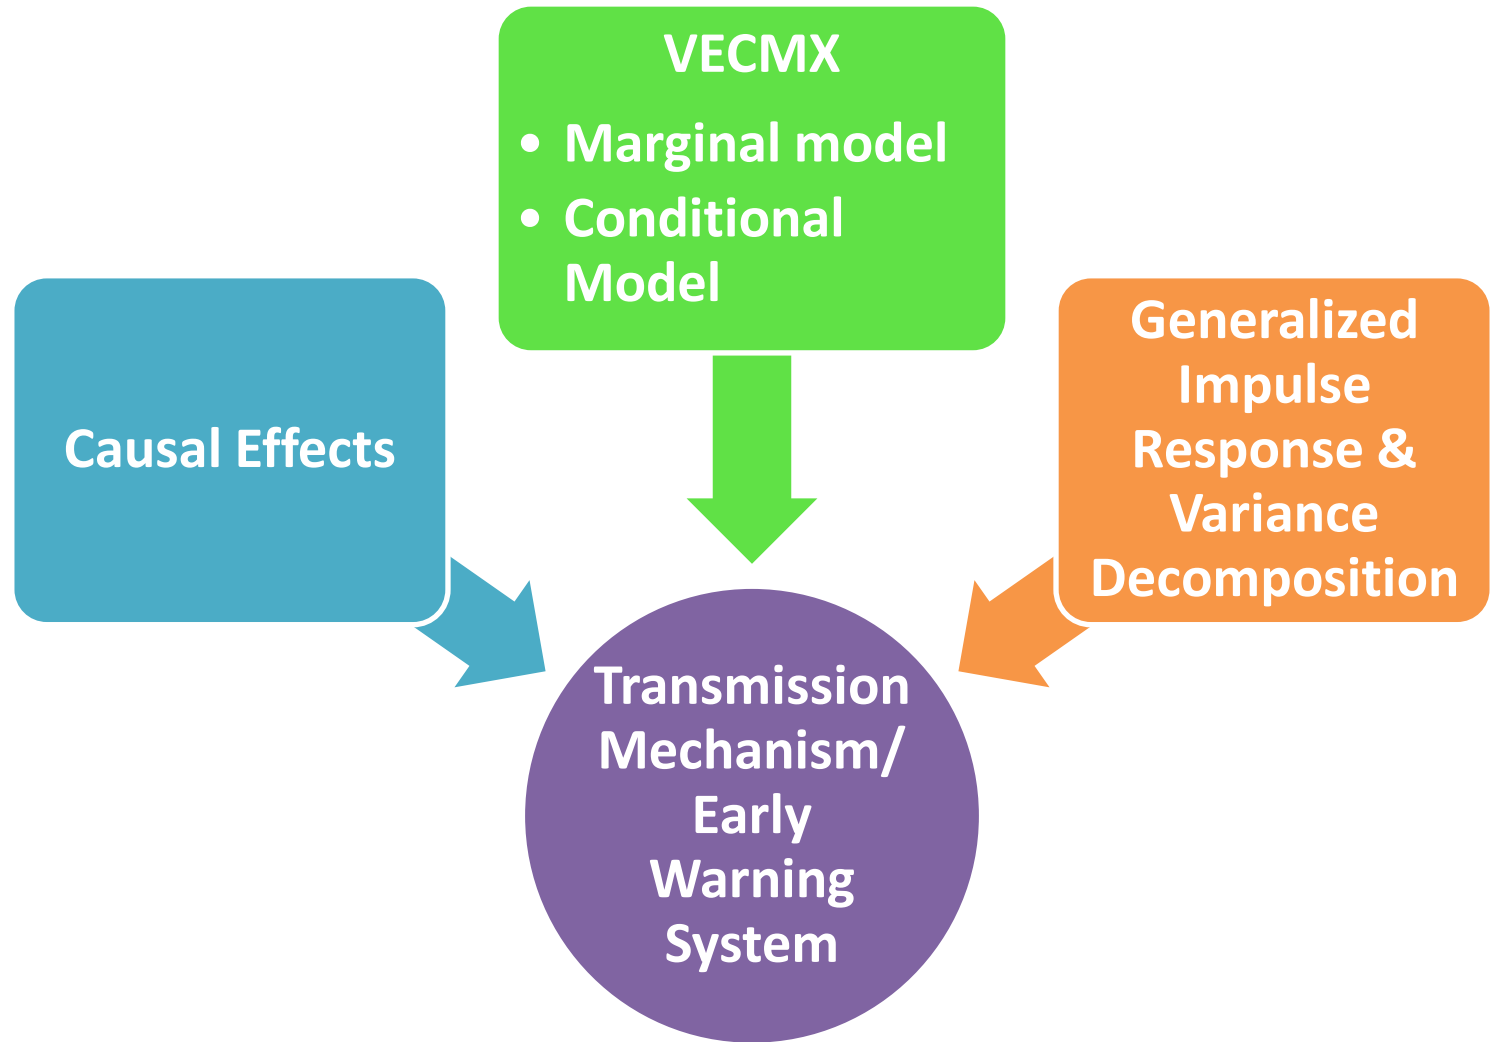 VECMX
• Marginal model
• Conditional
Model
Causal Effects
Generalized
Impulse
Response &
Variance
Decomposition
Transmission
Mechanism/
Early
Warning
System